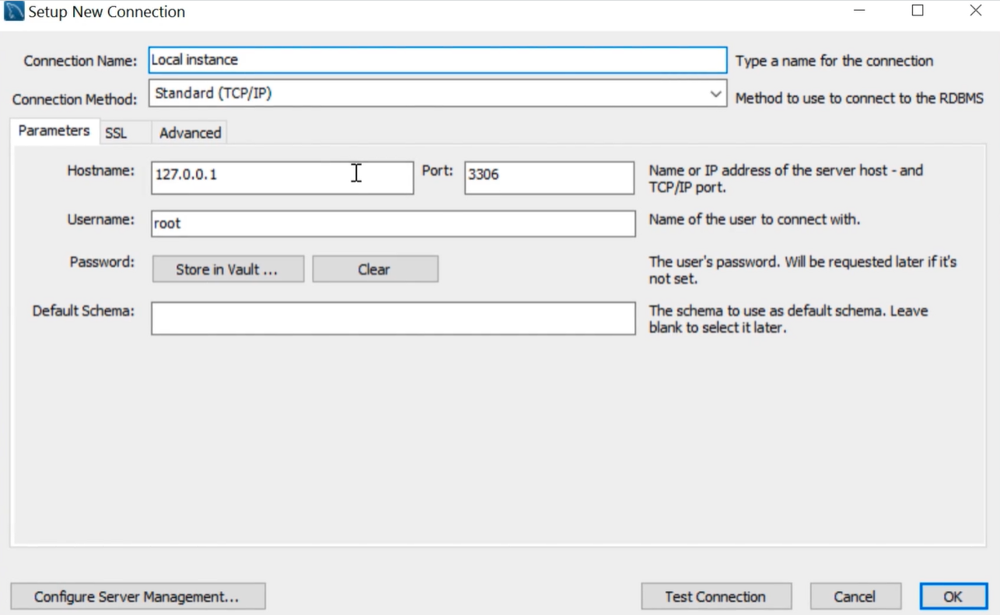 Setup New Connection
Connection Name: Local instance Type a name for the connection
Connection Method: Standard (TCP/IP) Method to use to connect to the RDBMS
Parameters SSL Advanced
Hostname: 127.0.0.1 Port: 3306 Name or IP address of the server host - and
TCP/IP port.
Username: root Name of the user to connect with.
Password: Store in Vault ... Clear The user's password. Will be requested later if it's
not set.
Default Schema: The schema to use as default schema. Leave
blank to select it later.
Configure Server Management... Test Connection Cancel OK